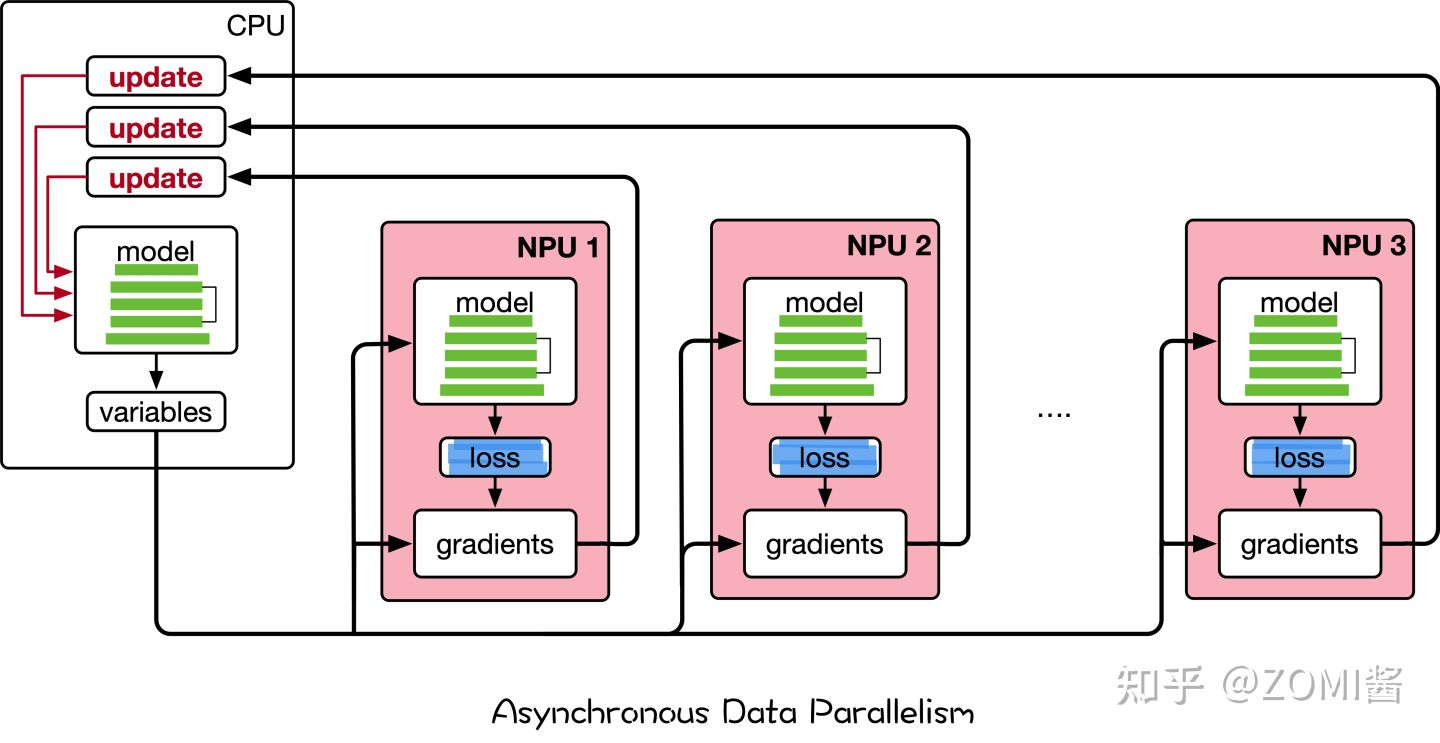 CPU
update
update
update
model
variables
NPU 1
model
loss
gradients
NPU 2
model
loss
gradients
....
NPU 3
model
loss
gradients
知乎 @ZOMI酱
Asynchronous Data Parallelism